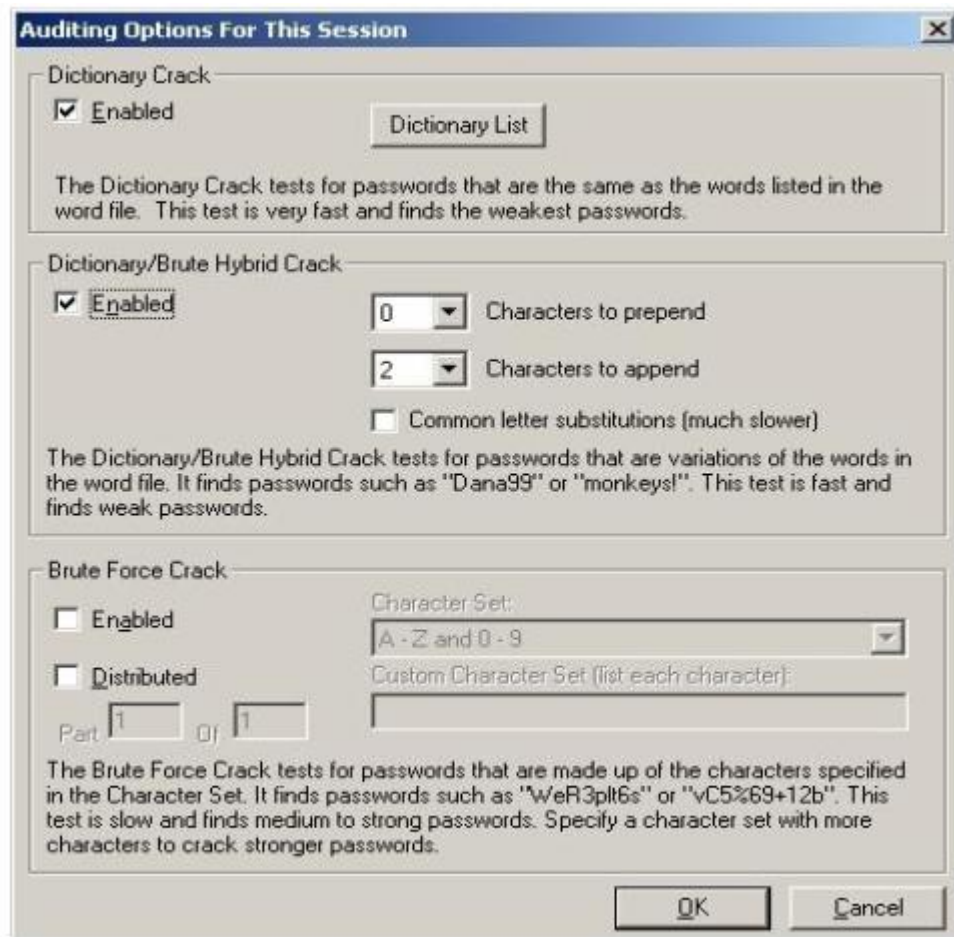 Auditing Options For This Session
Dictionary Crack
Enabled
Dictionary List
The Dictionary Crack tests for passwords that are the same as the words listed in the
word file. This test is very fast and finds the weakest passwords.
Dictionary/Brute Hybrid Crack
Enabled
0 Characters to prepend
2 Characters to append
Common letter substitutions (much slower)
The Dictionary/Brute Hybrid Crack tests for passwords that are variations of the words in
the word file. It finds passwords such as "Dana99" or "monkeys!". This test is fast and
finds weak passwords.
Brute Force Crack
Enabled
Character Set:
A - Z and 0 - 9
Distributed
Custom Character Set (list each character):
Part 1 Of 1
The Brute Force Crack tests for passwords that are made up of the characters specified
in the Character Set. It finds passwords such as "WeR3plt6s" or "vC5%69+12b". This
test is slow and finds medium to strong passwords. Specify a character set with more
characters to crack stronger passwords.
OK
Cancel